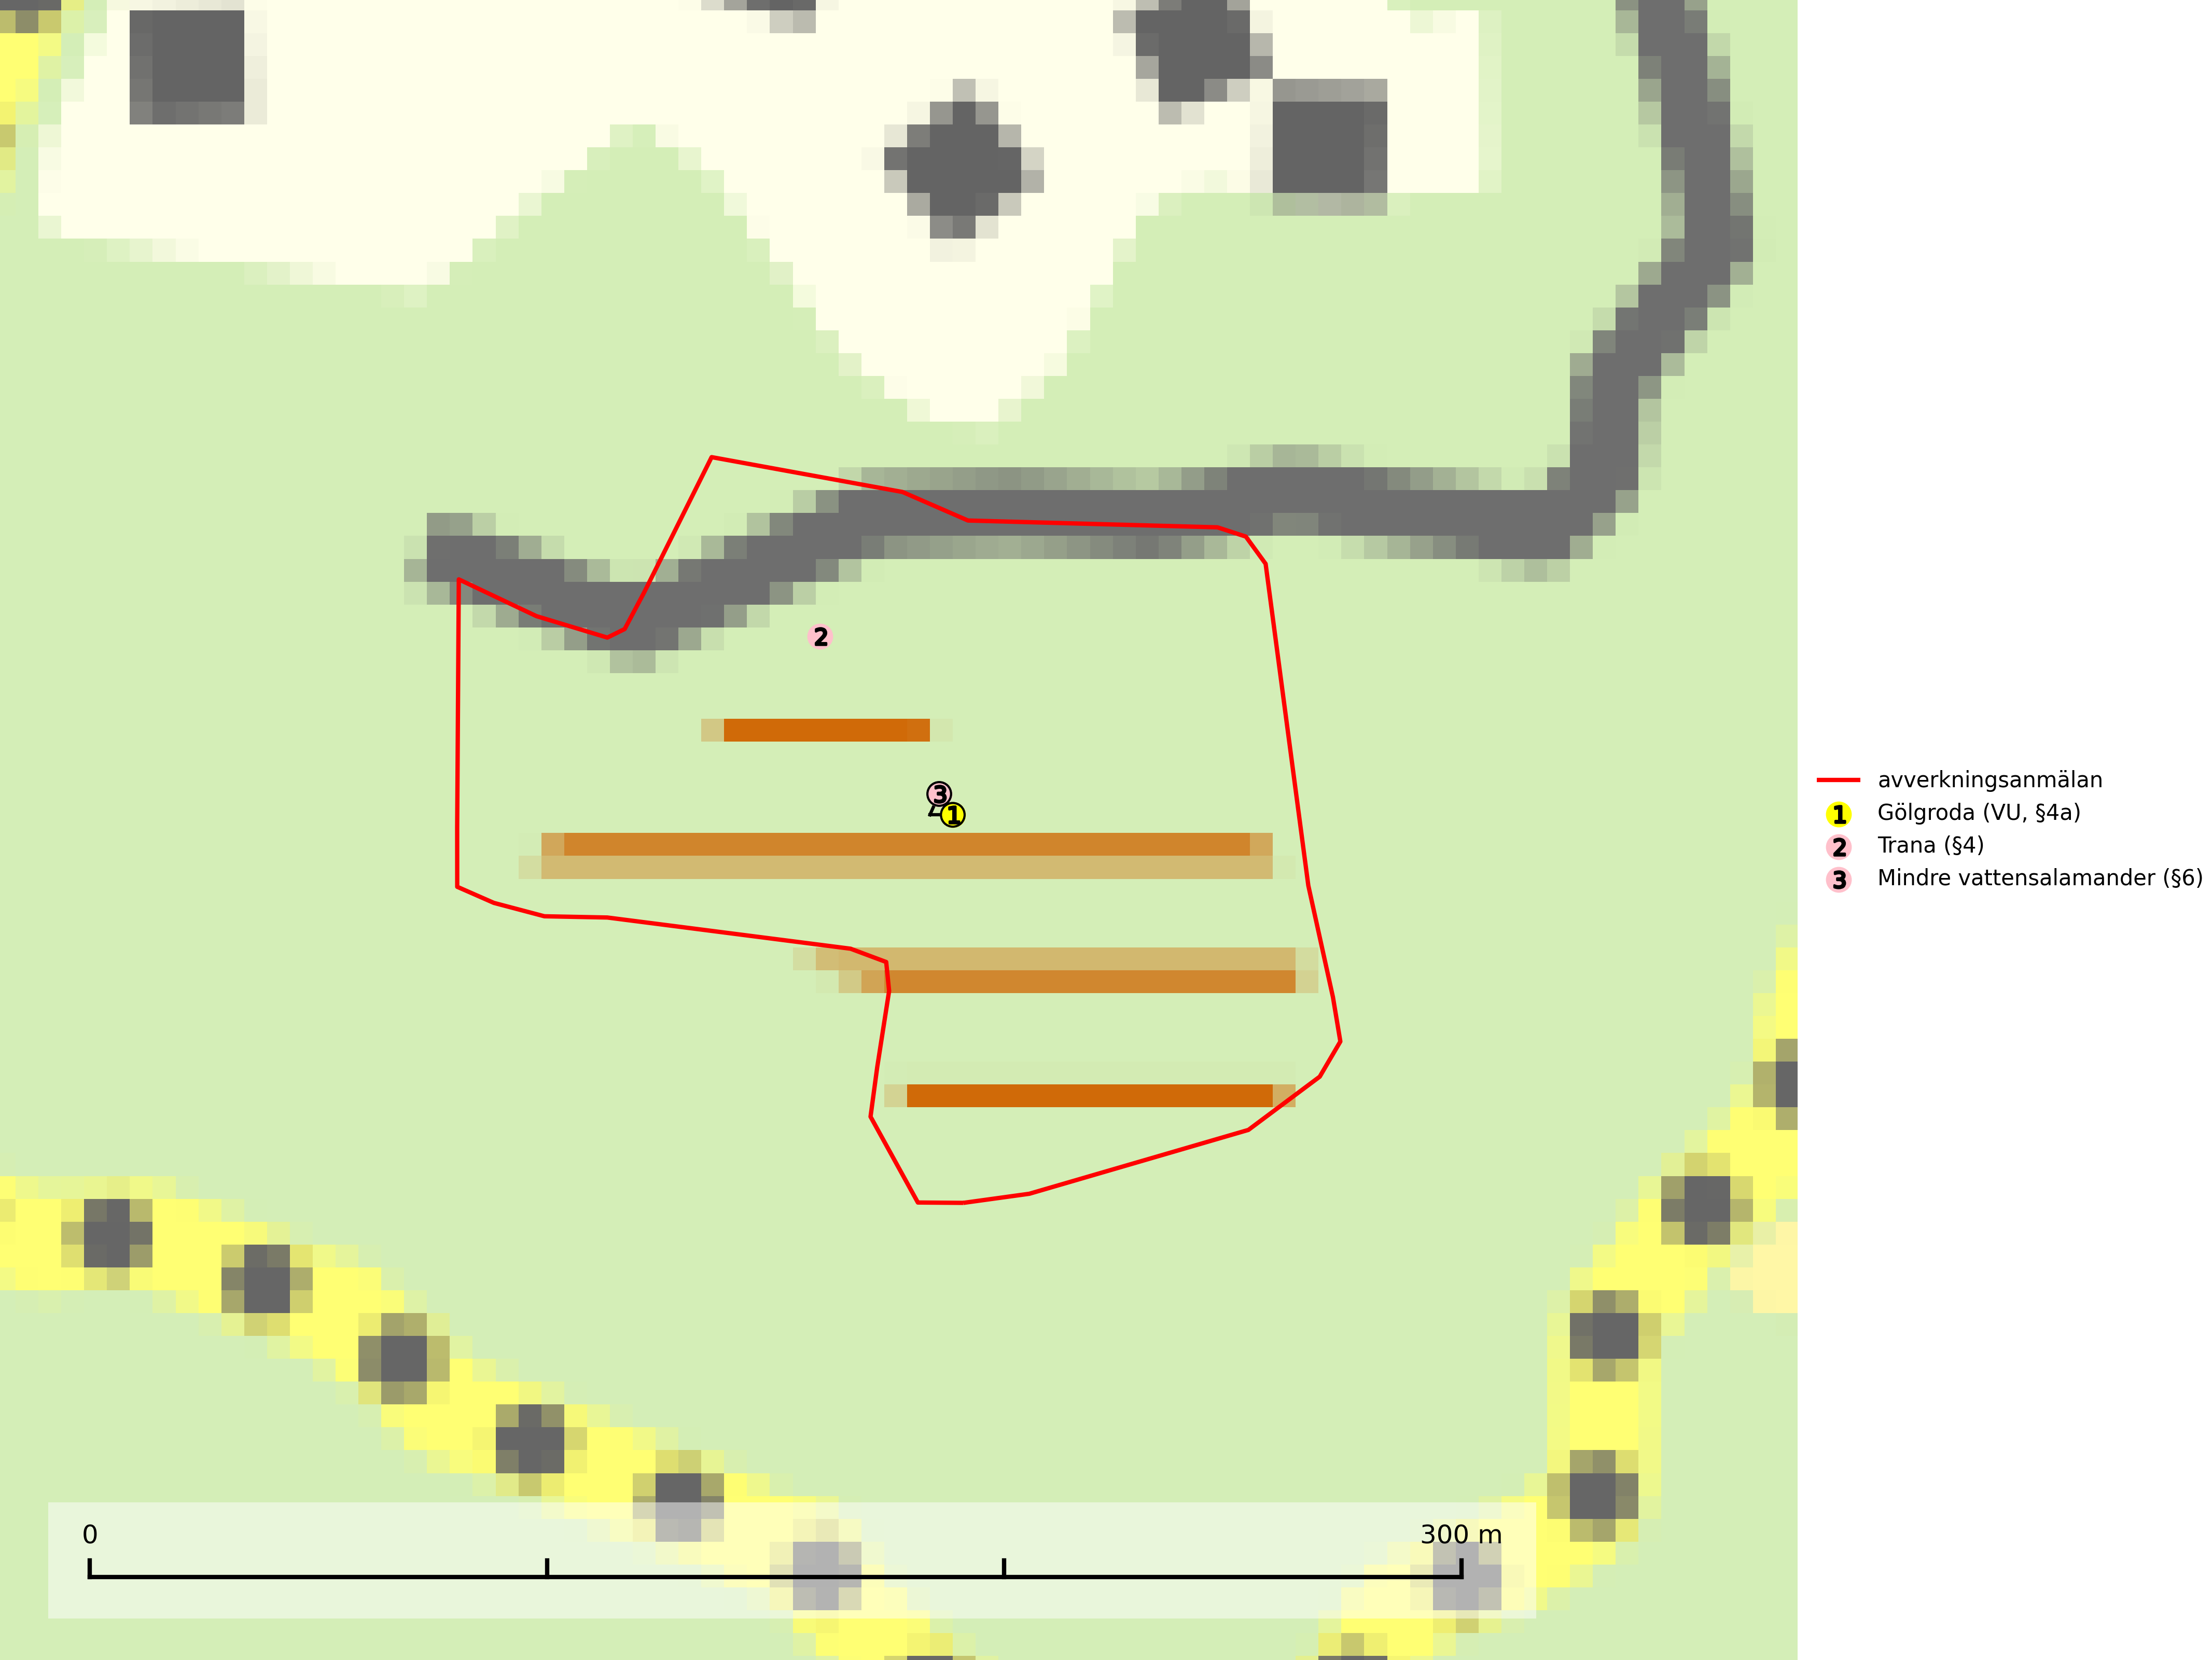 2
3
1
avverkningsanmälan
1 Gölgroda (VU, §4a)
2 Trana (§4)
3 Mindre vattensalamander (§6)
0 300 m